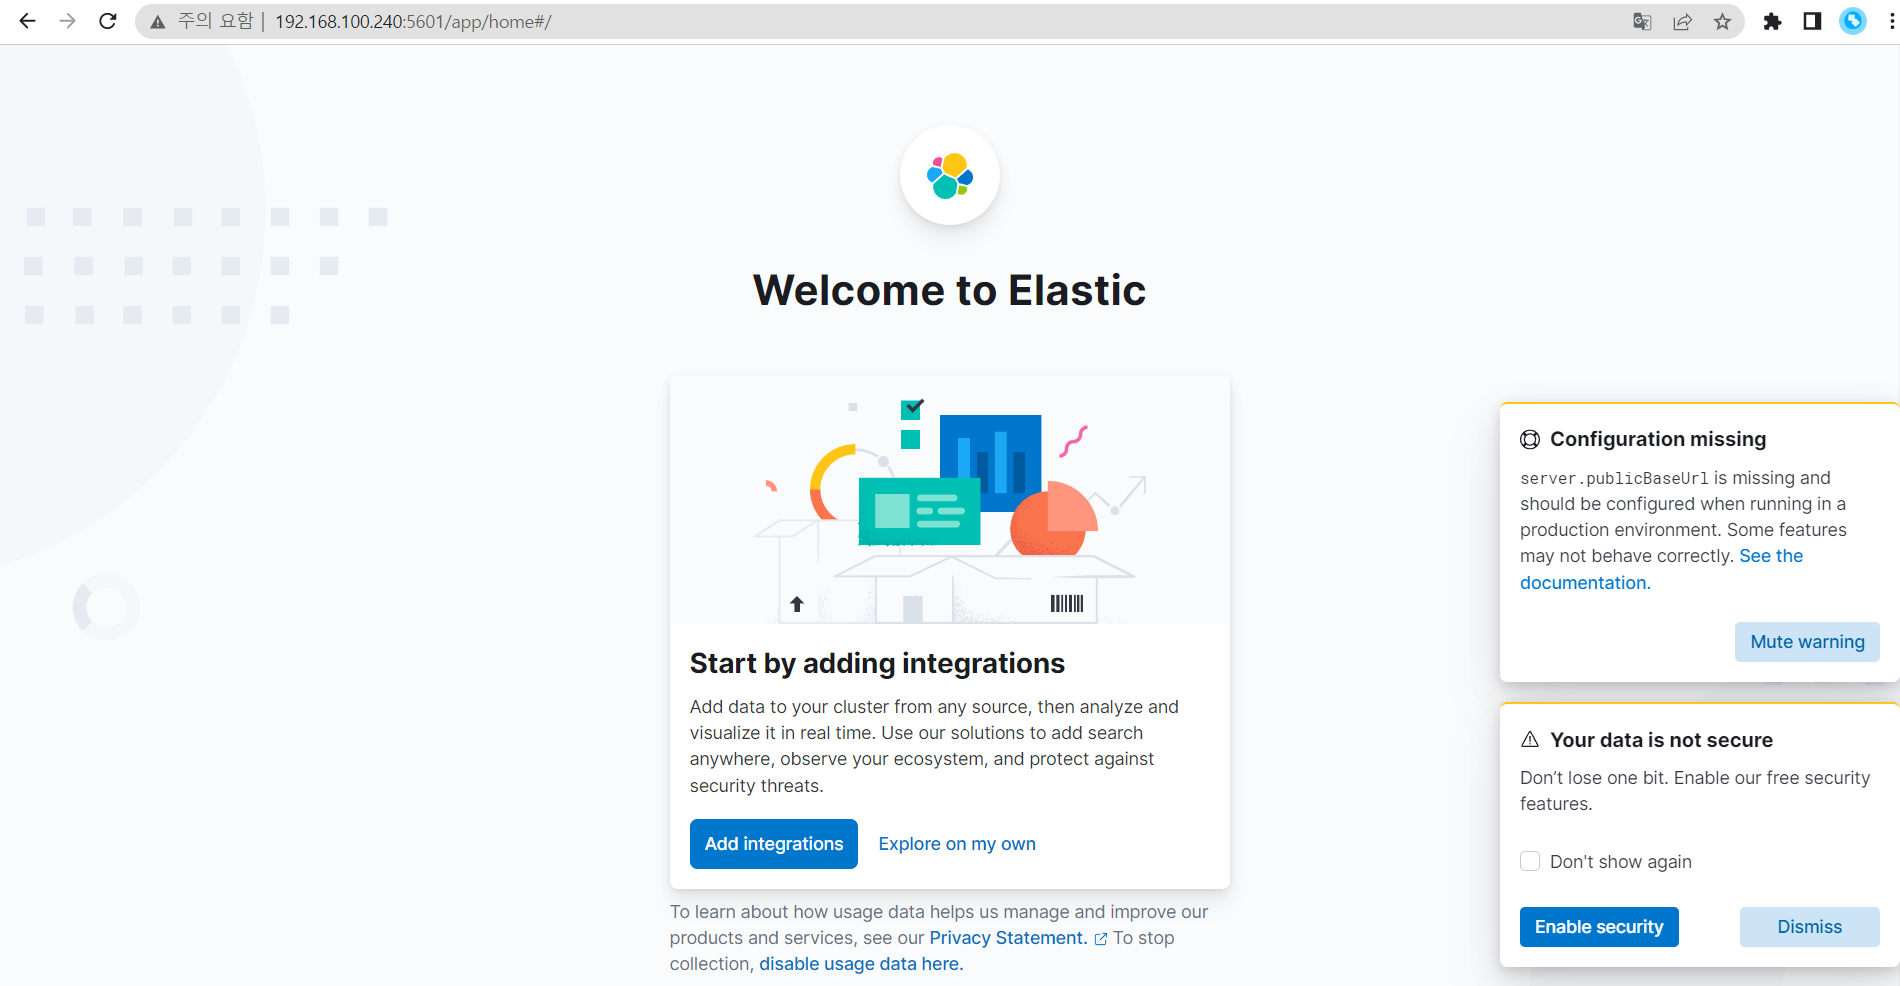 주의 요함 | 192.168.100.240:5601/app/home#/
Welcome to Elastic
Start by adding integrations
Add data to your cluster from any source, then analyze and
visualize it in real time. Use our solutions to add search
anywhere, observe your ecosystem, and protect against
security threats.
Add integrations
Explore on my own
To learn about how usage data helps us manage and improve our
products and services, see our Privacy Statement. To stop
collection, disable usage data here.
Configuration missing
server.publicBaseUrl is missing and
should be configured when running in a
production environment. Some features
may not behave correctly. See the
documentation.
Mute warning
Your data is not secure
Don’t lose one bit. Enable our free security
features.
Don't show again
Enable security
Dismiss